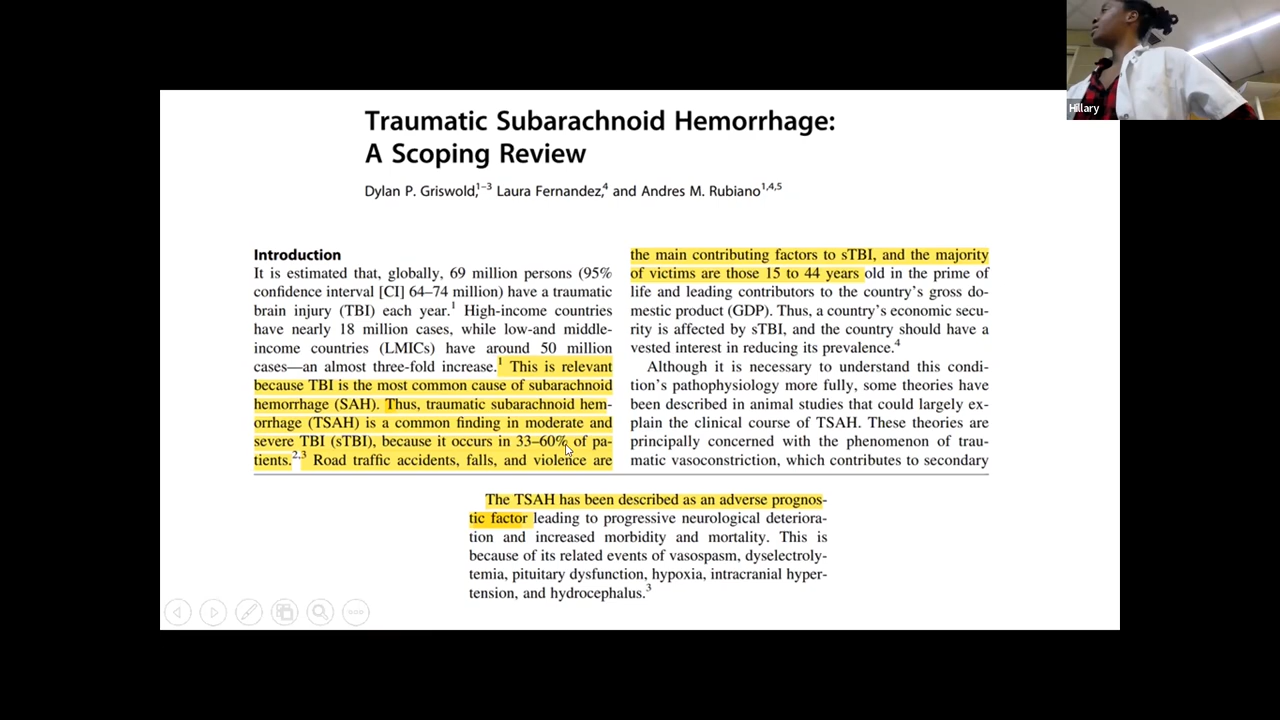 Hillary
Traumatic Subarachnoid Hemorrhage:
A Scoping Review
Dylan P. Griswold,1–3 Laura Fernandez,4 and Andres M. Rubiano1,4,5
Introduction
It is estimated that, globally, 69 million persons (95%
confidence interval [CI] 64–74 million) have a traumatic
brain injury (TBI) each year.1 High-income countries
have nearly 18 million cases, while low-and middle-
income countries (LMICs) have around 50 million
cases—an almost three-fold increase.1 This is relevant
because TBI is the most common cause of subarachnoid
hemorrhage (SAH). Thus, traumatic subarachnoid hem-
orrhage (TSAH) is a common finding in moderate and
severe TBI (sTBI), because it occurs in 33–60% of pa-
tients.2,3 Road traffic accidents, falls, and violence are
the main contributing factors to sTBI, and the majority
of victims are those 15 to 44 years old in the prime of
life and leading contributors to the country's gross do-
mestic product (GDP). Thus, a country's economic secu-
rity is affected by sTBI, and the country should have a
vested interest in reducing its prevalence.4
Although it is necessary to understand this condi-
tion's pathophysiology more fully, some theories have
been described in animal studies that could largely ex-
plain the clinical course of TSAH. These theories are
principally concerned with the phenomenon of trau-
matic vasoconstriction, which contributes to secondary
The TSAH has been described as an adverse prognos-
tic factor leading to progressive neurological deteriora-
tion and increased morbidity and mortality. This is
because of its related events of vasospasm, dyselectroly-
temia, pituitary dysfunction, hypoxia, intracranial hyper-
tension, and hydrocephalus.3